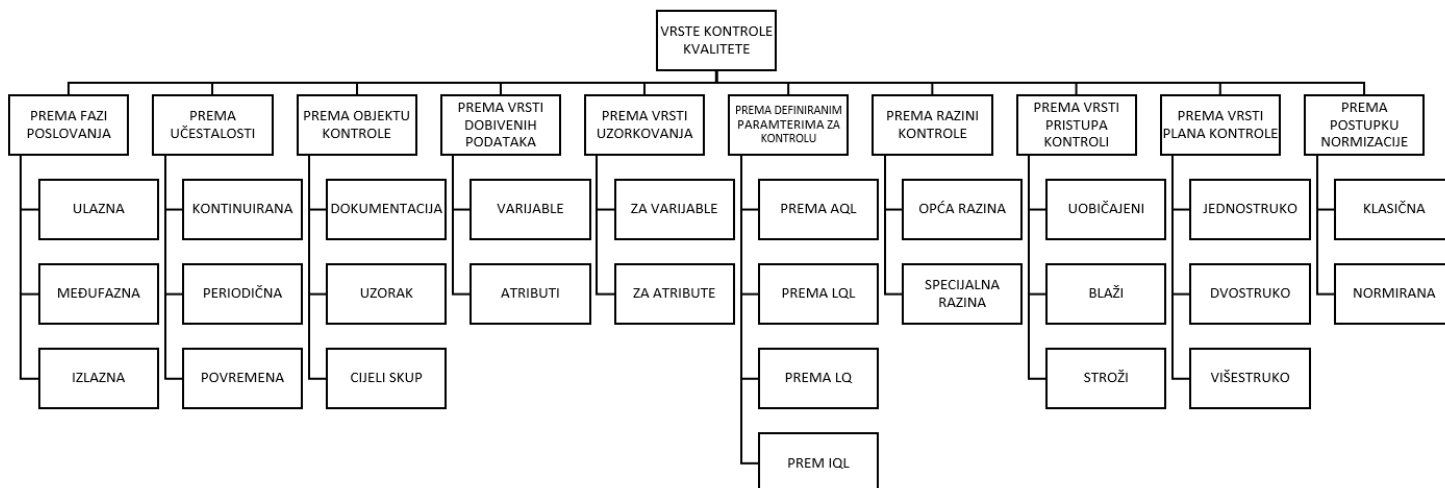 VRSTE KONTROLE
KVALITETE
PREMA FAZI
POSLOVANJA
ULAZNA
MEĐUFAZNA
IZLAZNA
PREMA
UČESTALOSTI
KONTINUIRANA
PERIODIČNA
POVREMENA
PREMA OBJEKTU
KONTROLE
DOKUMENTACIJA
UZORAK
CIJELI SKUP
PREMA VRSTI
DOBIVENIH
PODATAKA
VARIJABLE
ATRIBUTI
PREMA VRSTI
UZORKOVANJA
ZA VARIJABLE
ZA ATRIBUTE
PREMA DEFINIRANIM
PARAMTERIMA ZA
KONTROLU
PREMA AQL
PREMA LQL
PREMA LQ
PREM IQL
PREMA RAZINI
KONTROLE
OPĆA RAZINA
SPECIJALNA
RAZINA
PREMA VRSTI
PRISTUPA
KONTROLI
UOBIČAJENI
BLAŽI
STROŽI
PREMA VRSTI
PLANA KONTROLE
JEDNOSTRUKO
DVOSTRUKO
VIŠESTRUKO
PREMA
POSTUPKU
NORMIZACIJE
KLASIČNA
NORMIRANA